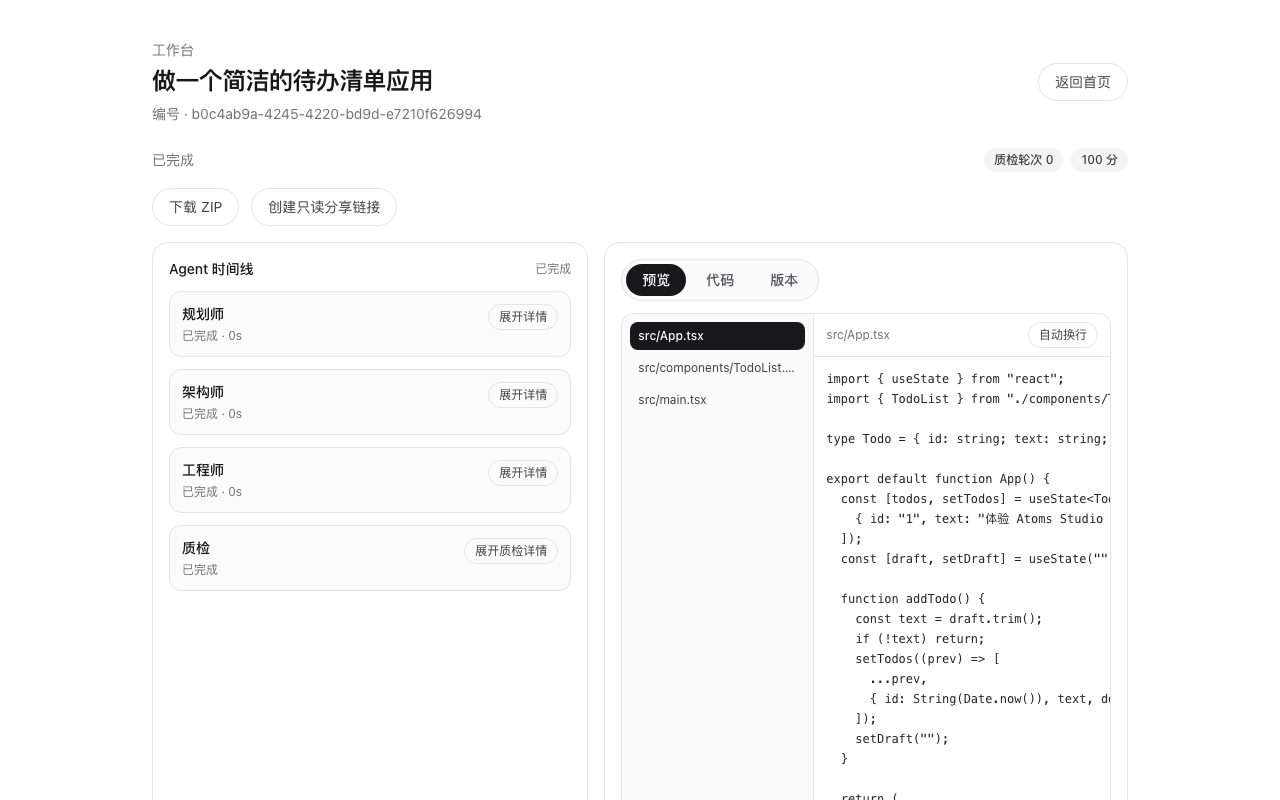 工作台
做一个简洁的待办清单应用
编号 · b0c4ab9a-4245-4220-bd9d-e7210f626994
返回首页
已完成
质检轮次 0
100 分
下载 ZIP
创建只读分享链接
Agent 时间线
已完成
规划师
已完成 · 0s
展开详情
架构师
已完成 · 0s
展开详情
工程师
已完成 · 0s
展开详情
质检
已完成
展开质检详情
预览
代码
版本
src/App.tsx
src/components/TodoList....
src/main.tsx
src/App.tsx
自动换行
import { useState } from "react";
import { TodoList } from "./components/
type Todo = { id: string; text: string;
export default function App() {
const [todos, setTodos] = useState<To
{ id: "1", text: "体验 Atoms Studio
]);
const [draft, setDraft] = useState(""
function addTodo() {
const text = draft.trim();
if (!text) return;
setTodos((prev) => [
...prev,
{ id: String(Date.now()), text, d
]);
setDraft("");
}
return (